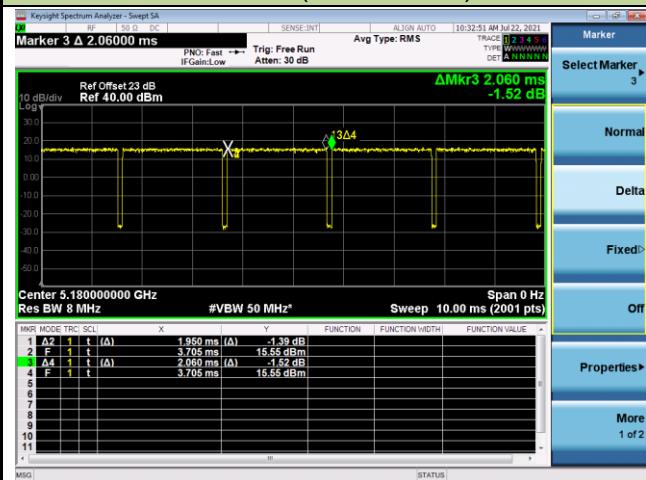 Keysight Spectrum Analyzer - Swept SA
RF 50 Ω DC SENSE:INT ALIGN AUTO 10:32:51 AM Jul 22, 2021
Marker 3 Δ 2.06000 ms
PNO: Fast
IFGain:Low
Trig: Free Run
Atten: 30 dB
Avg Type: RMS
TRACE 1 2 3 4 5 6
TYPE WWWWWW
DET A N N N N N
Marker
Select Marker
3
Normal
Delta
Fixed
Off
Properties
More
1 of 2
Ref Offset 23 dB
Ref 40.00 dBm
10 dB/div
Log
ΔMkr3 2.060 ms
-1.52 dB
30.0
20.0
10.0
0.00
-10.0
-20.0
-30.0
-40.0
-50.0
13Δ4
Center 5.180000000 GHz
Span 0 Hz
Res BW 8 MHz
#VBW 50 MHz*
Sweep 10.00 ms (2001 pts)
MKR MODE TRC SCL X Y FUNCTION FUNCTION WIDTH FUNCTION VALUE
1 Δ2 1 t (Δ) 1.950 ms (Δ) -1.39 dB
2 F 1 t 3.705 ms 15.55 dBm
3 Δ4 1 t (Δ) 2.060 ms (Δ) -1.52 dB
4 F 1 t 3.705 ms 15.55 dBm
5
6
7
8
9
10
11
MSG
STATUS